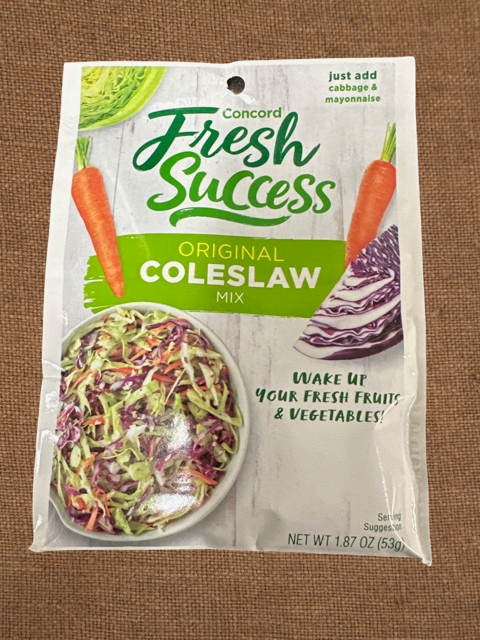 just add
cabbage &
mayonnaise
Concord
Fresh
Success
ORIGINAL
COLESLAW
MIX
WAKE UP
YOUR FRESH FRUITS
& VEGETABLES!
Serving
Suggestion
NET WT 1.87 OZ (53g)